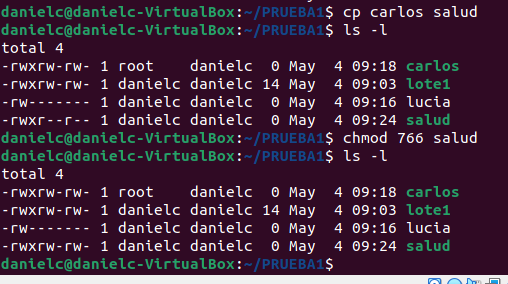 danielc@danielc-VirtualBox:~/PRUEBA1$ cp carlos salud
danielc@danielc-VirtualBox:~/PRUEBA1$ ls -l
total 4
-rwxrw-rw- 1 root    danielc  0 May  4 09:18 carlos
-rwxrw-rw- 1 danielc danielc 14 May  4 09:03 lote1
-rw------- 1 danielc danielc  0 May  4 09:16 lucia
-rwxr--r-- 1 danielc danielc  0 May  4 09:24 salud
danielc@danielc-VirtualBox:~/PRUEBA1$ chmod 766 salud
danielc@danielc-VirtualBox:~/PRUEBA1$ ls -l
total 4
-rwxrw-rw- 1 root    danielc  0 May  4 09:18 carlos
-rwxrw-rw- 1 danielc danielc 14 May  4 09:03 lote1
-rw------- 1 danielc danielc  0 May  4 09:16 lucia
-rwxrw-rw- 1 danielc danielc  0 May  4 09:24 salud
danielc@danielc-VirtualBox:~/PRUEBA1$